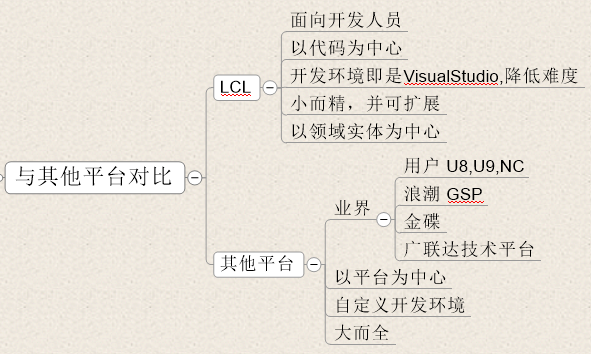 与其他平台对比
LCL
面向开发人员
以代码为中心
开发环境即是VisualStudio,降低难度
小而精，并可扩展
以领域实体为中心
其他平台
业界
用户 U8,U9,NC
浪潮 GSP
金碟
广联达技术平台
以平台为中心
自定义开发环境
大而全